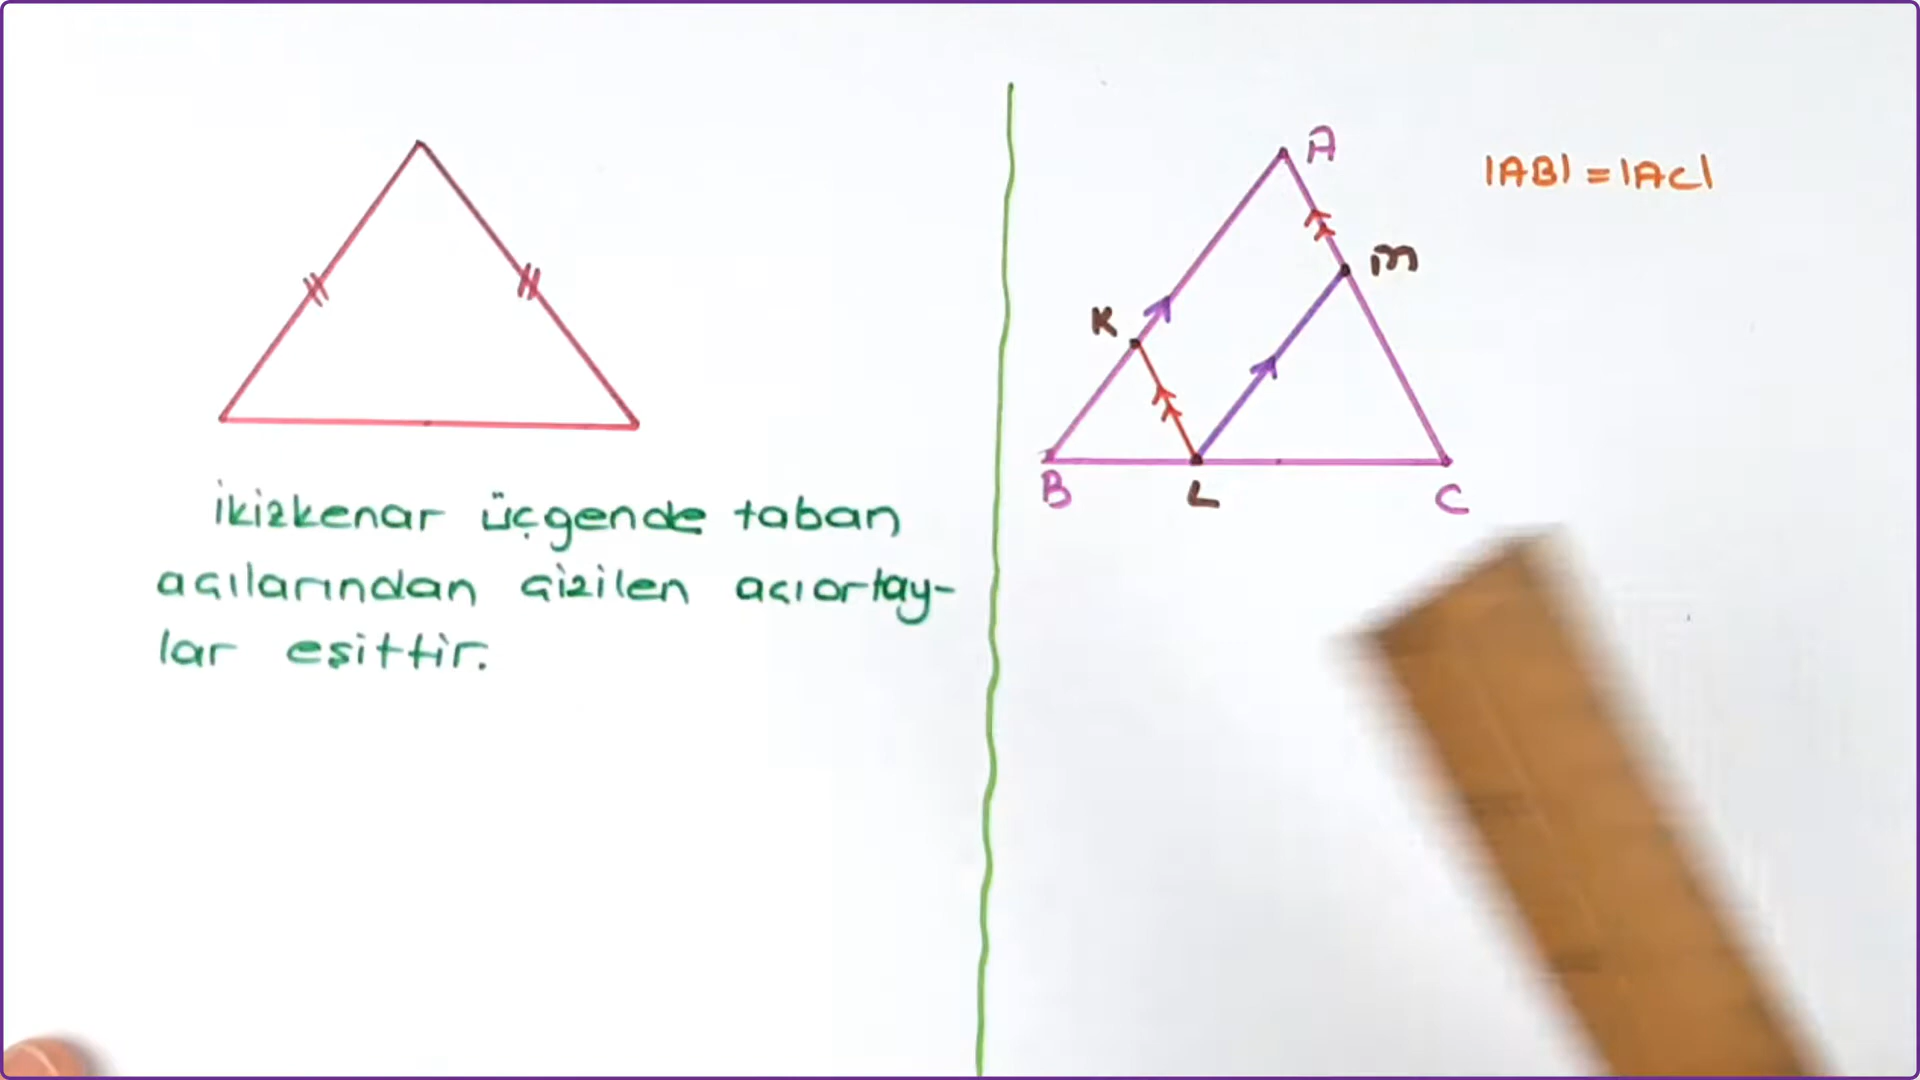 ikizkenar üçgende taban
açılarından çizilen açıortay-
lar eşittir.
A
|AB| = |AC|
m
K
B
L
C